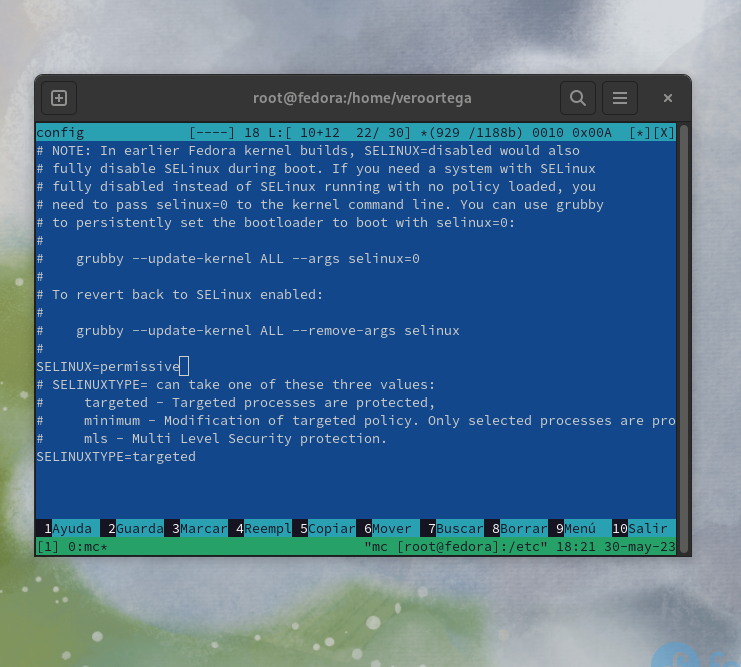 root@fedora:/home/veroortega
config [----] 18 L:[ 10+12 22/ 30] *(929 /1188b) 0010 0x00A [*][X]
# NOTE: In earlier Fedora kernel builds, SELINUX=disabled would also
# fully disable SELinux during boot. If you need a system with SELinux
# fully disabled instead of SELinux running with no policy loaded, you
# need to pass selinux=0 to the kernel command line. You can use grubby
# to persistently set the bootloader to boot with selinux=0:
#
#    grubby --update-kernel ALL --args selinux=0
#
# To revert back to SELinux enabled:
#
#    grubby --update-kernel ALL --remove-args selinux
#
SELINUX=permissive
# SELINUXTYPE= can take one of these three values:
#     targeted - Targeted processes are protected,
#     minimum - Modification of targeted policy. Only selected processes are pro
#     mls - Multi Level Security protection.
SELINUXTYPE=targeted
1Ayuda 2Guarda 3Marcar 4Reempl 5Copiar 6Mover 7Buscar 8Borrar 9Menú 10Salir
[1] 0:mc* "mc [root@fedora]:/etc" 18:21 30-may-23